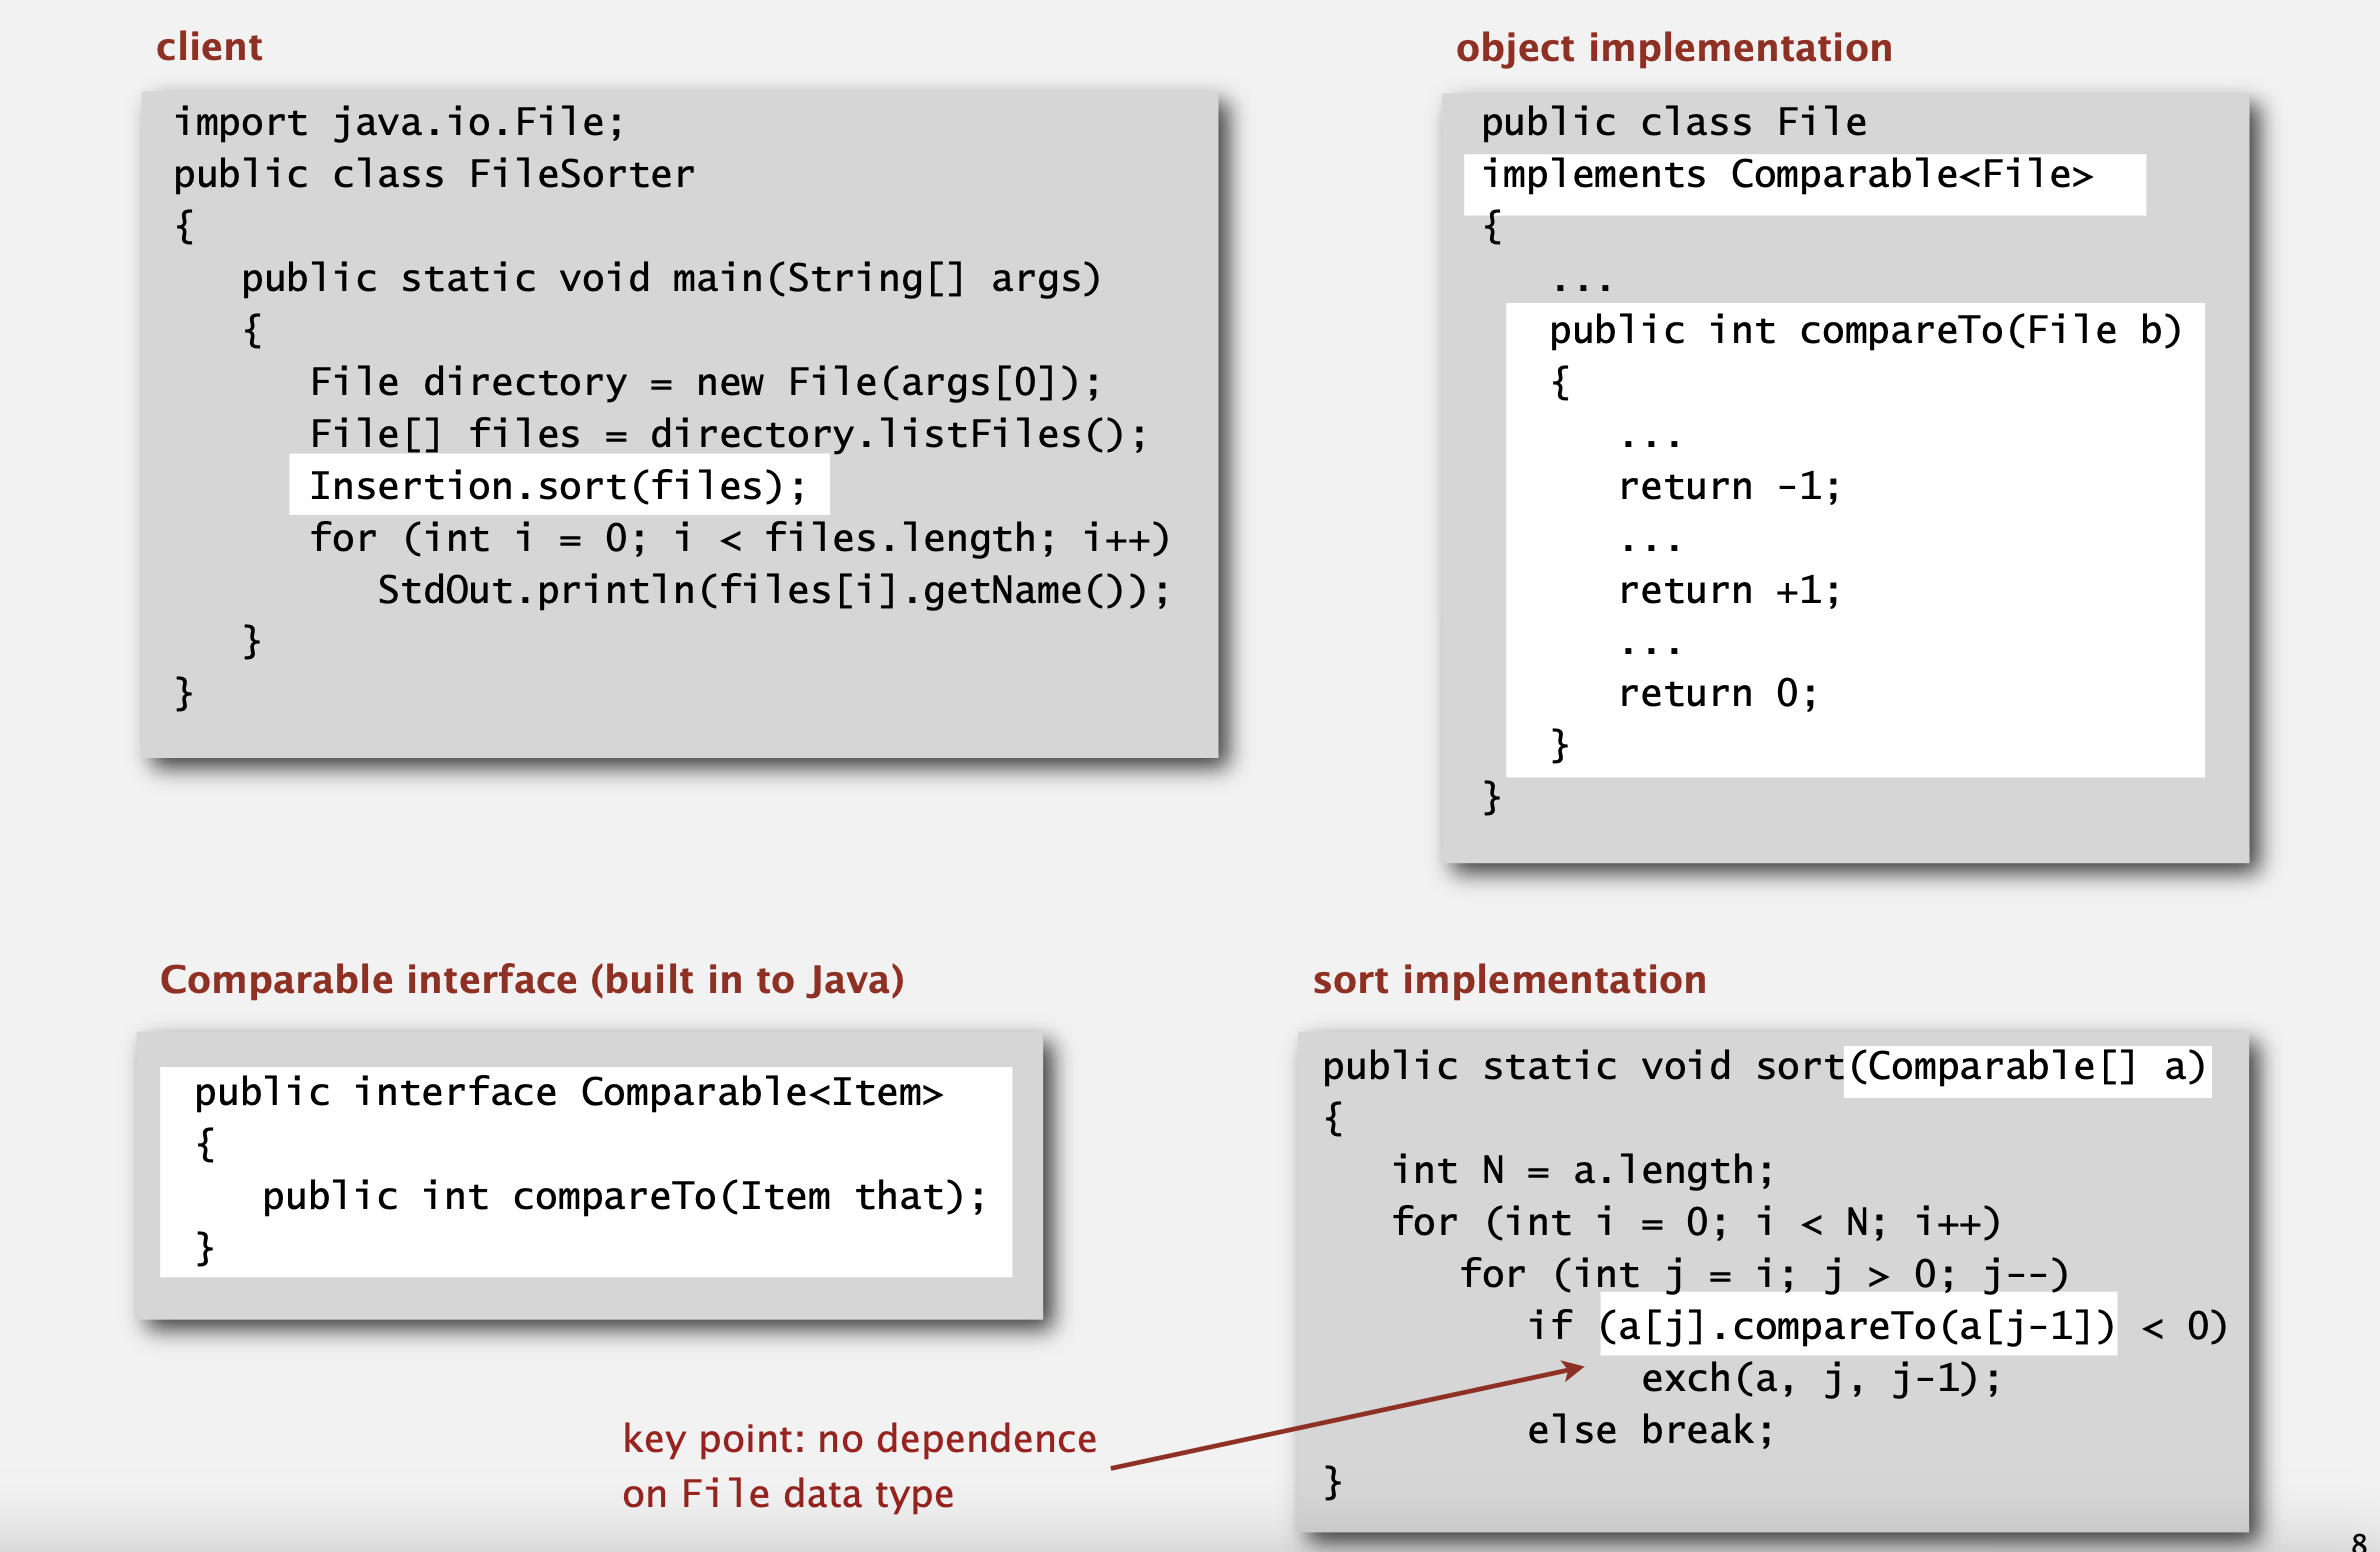 client
import java.io.File;
public class FileSorter
{
   public static void main(String[] args)
   {
      File directory = new File(args[0]);
      File[] files = directory.listFiles();
      Insertion.sort(files);
      for (int i = 0; i < files.length; i++)
         StdOut.println(files[i].getName());
   }
}
object implementation
public class File
implements Comparable<File>
{
   ...
   public int compareTo(File b)
   {
      ...
      return -1;
      ...
      return +1;
      ...
      return 0;
   }
}
Comparable interface (built in to Java)
public interface Comparable<Item>
{
   public int compareTo(Item that);
}
key point: no dependence
on File data type
sort implementation
public static void sort(Comparable[] a)
{
   int N = a.length;
   for (int i = 0; i < N; i++)
      for (int j = i; j > 0; j--)
         if (a[j].compareTo(a[j-1]) < 0)
              exch(a, j, j-1);
         else break;
}
8